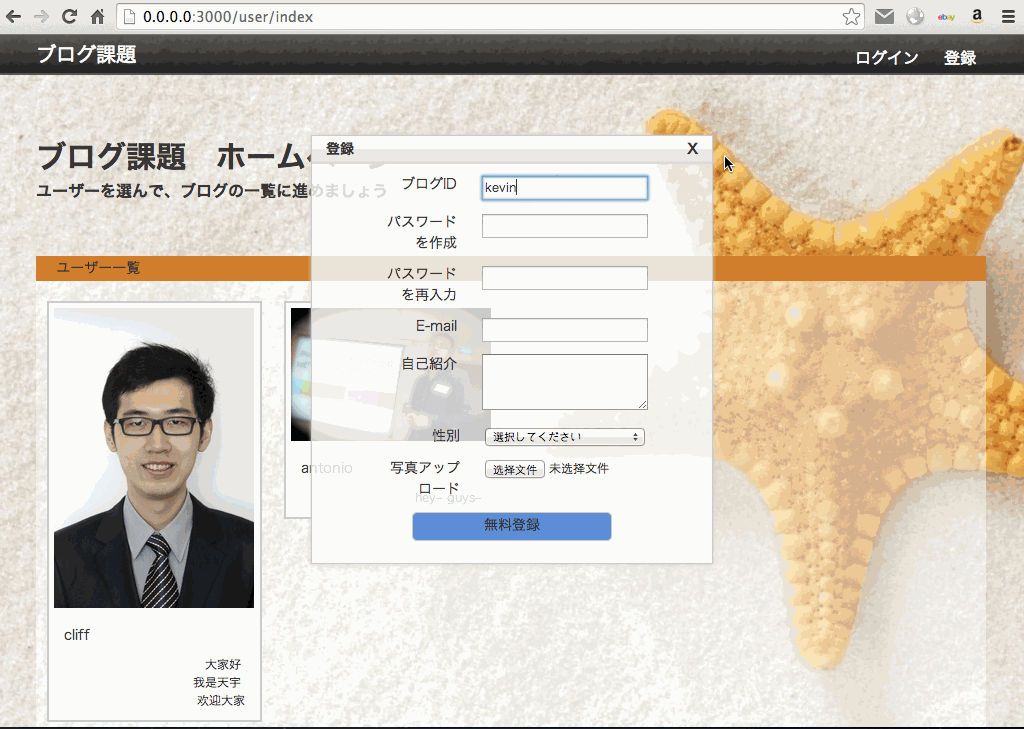 0.0.0.0:3000/user/index
ebay
a
ブログ課題
ログイン 登録
ブログ課題 ホーム
ユーザーを選んで、ブログの一覧に進めましょう
登録 X
ブログID kevin
パスワード
を作成
ユーザー一覧
パスワード
を再入力
E-mail
自己紹介
性別 選択してください
antonio
写真アップ
ロード
选择文件 未选择文件
hey~ guys~
無料登録
cliff
大家好
我是天宇
欢迎大家